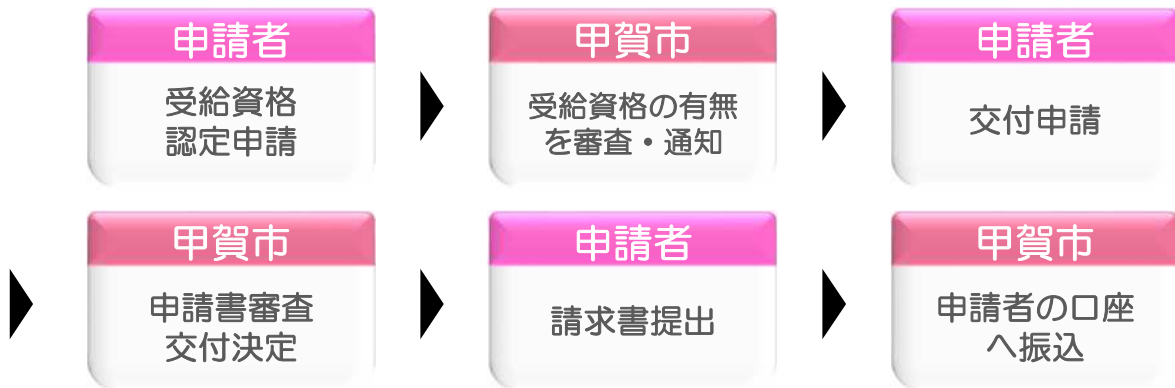 申請者
受給資格
認定申請
甲賀市
受給資格の有無
を審査・通知
申請者
交付申請
甲賀市
申請書審査
交付決定
申請者
請求書提出
甲賀市
申請者の口座
へ振込